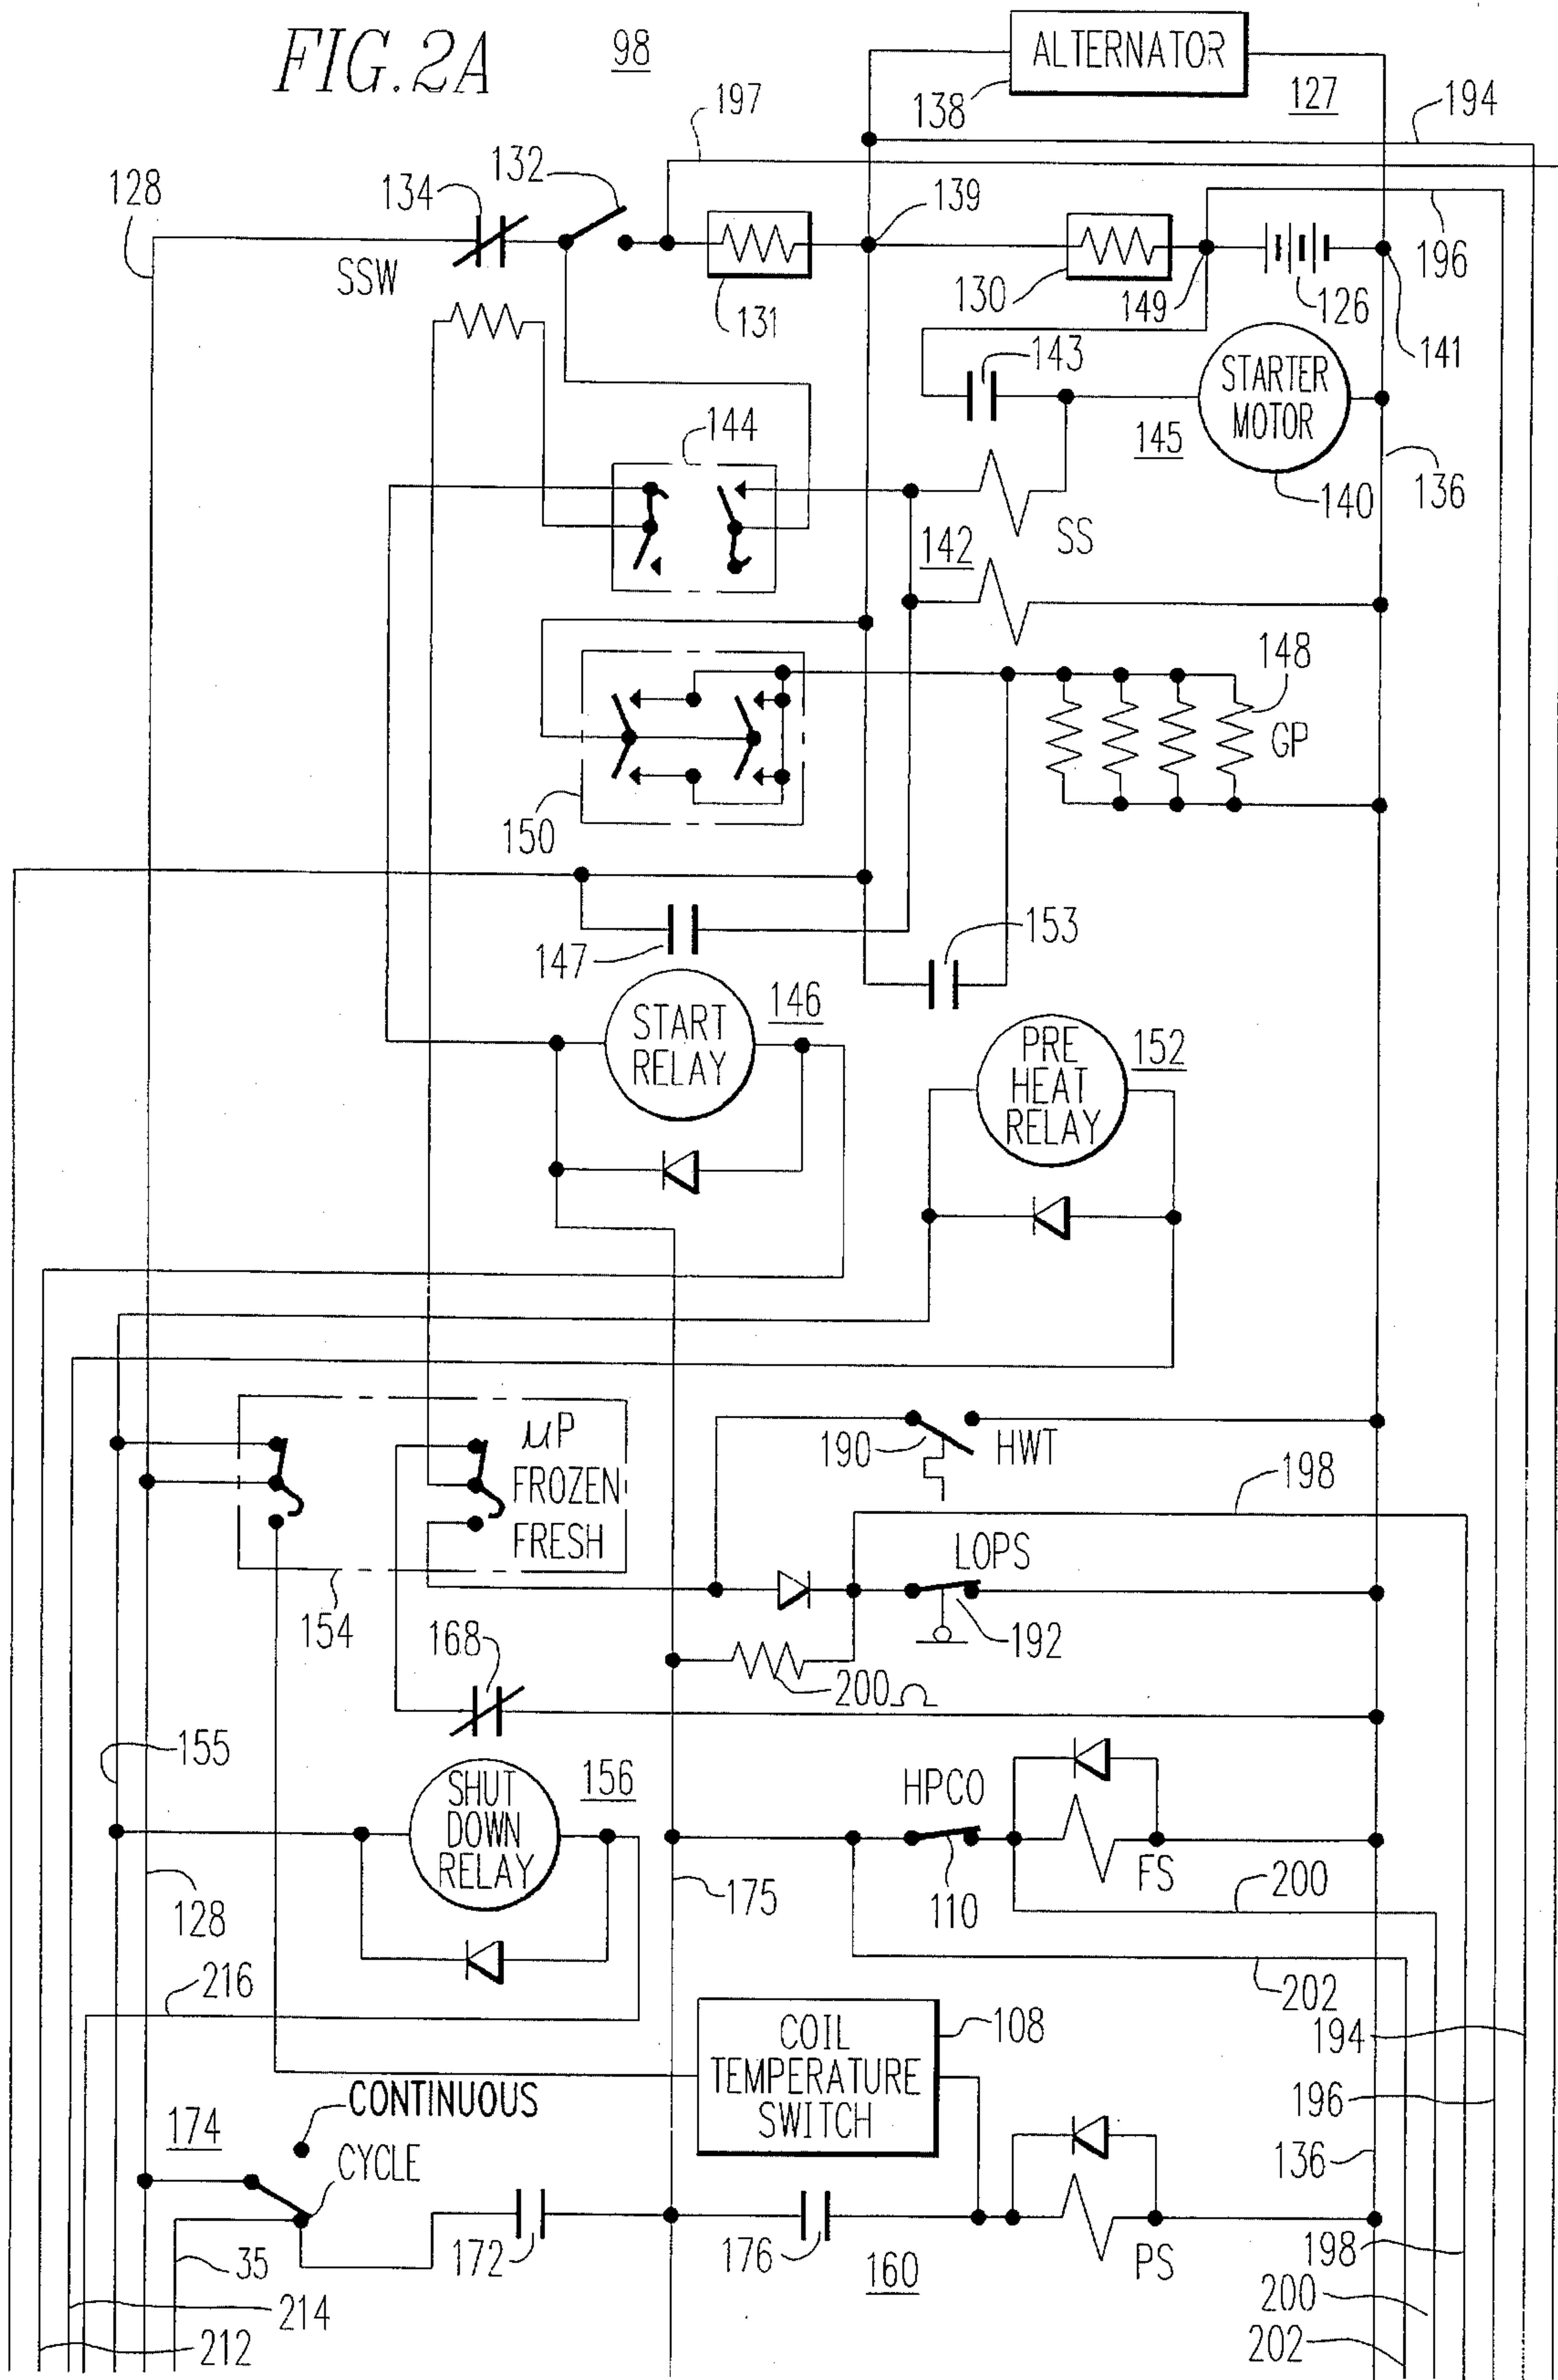 FIG. 2A
98
ALTERNATOR
138
127
197
194
128
134
132
139
SSW
131
130
149
126
196
141
143
STARTER
MOTOR
145
140
136
144
SS
142
148
GP
150
147
153
START
RELAY
146
PRE
HEAT
RELAY
152
μP
FROZEN
FRESH
190
HWT
198
LOPS
154
192
168
200Ω
155
SHUT
DOWN
RELAY
156
HPCO
FS
110
200
128
175
202
216
COIL
TEMPERATURE
SWITCH
108
194
CONTINUOUS
196
174
CYCLE
136
35
172
176
160
PS
198
214
200
212
202